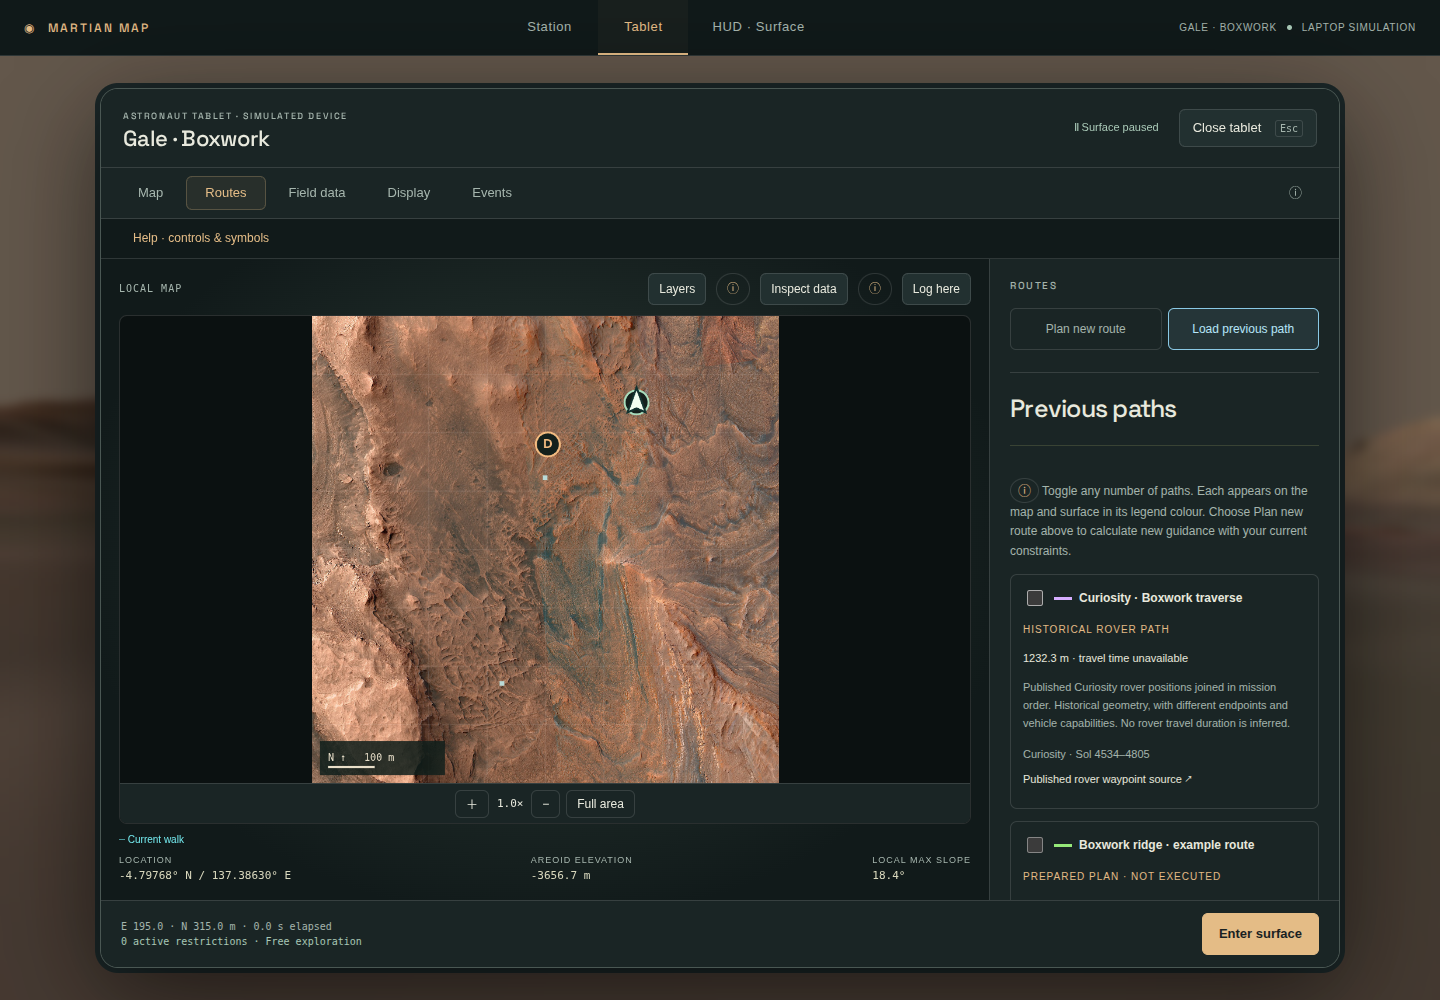 ◉ MARTIAN MAP
Station
Tablet
HUD · Surface
GALE · BOXWORK ● LAPTOP SIMULATION
ASTRONAUT TABLET · SIMULATED DEVICE
Gale · Boxwork
Ⅱ Surface paused
Close tablet Esc
Map
Routes
Field data
Display
Events
ⓘ
Help · controls & symbols
LOCAL MAP
Layers
ⓘ
Inspect data
ⓘ
Log here
D
N ↑ 100 m
+ 1.0× − Full area
— Current walk
LOCATION
-4.79768° N / 137.38630° E
AREOID ELEVATION
-3656.7 m
LOCAL MAX SLOPE
18.4°
ROUTES
Plan new route
Load previous path
Previous paths
ⓘ Toggle any number of paths. Each appears on the
map and surface in its legend colour. Choose Plan new
route above to calculate new guidance with your current
constraints.
Curiosity · Boxwork traverse
HISTORICAL ROVER PATH
1232.3 m · travel time unavailable
Published Curiosity rover positions joined in mission
order. Historical geometry, with different endpoints and
vehicle capabilities. No rover travel duration is inferred.
Curiosity · Sol 4534–4805
Published rover waypoint source ↗
Boxwork ridge · example route
PREPARED PLAN · NOT EXECUTED
E 195.0 · N 315.0 m · 0.0 s elapsed
0 active restrictions · Free exploration
Enter surface